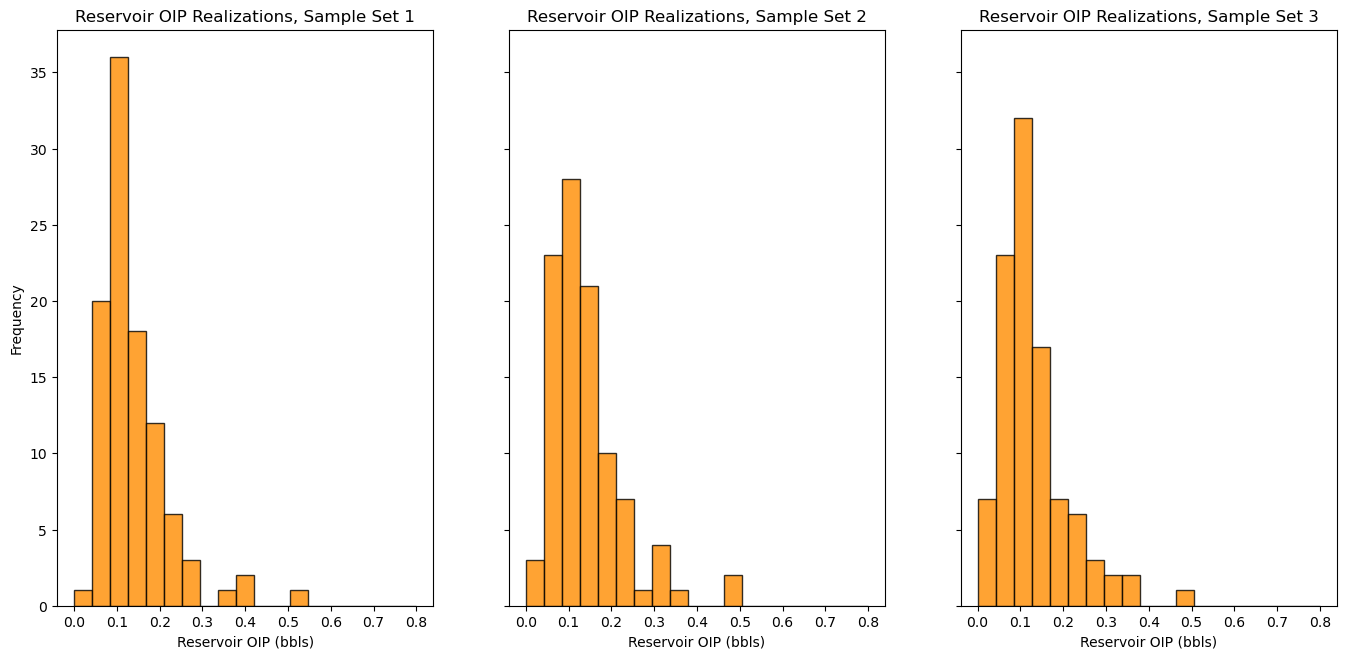 Reservoir OIP Realizations, Sample Set 1
Reservoir OIP Realizations, Sample Set 2
Reservoir OIP Realizations, Sample Set 3
Frequency
35
30
25
20
15
10
5
0
0.0 0.1 0.2 0.3 0.4 0.5 0.6 0.7 0.8
0.0 0.1 0.2 0.3 0.4 0.5 0.6 0.7 0.8
0.0 0.1 0.2 0.3 0.4 0.5 0.6 0.7 0.8
Reservoir OIP (bbls)
Reservoir OIP (bbls)
Reservoir OIP (bbls)